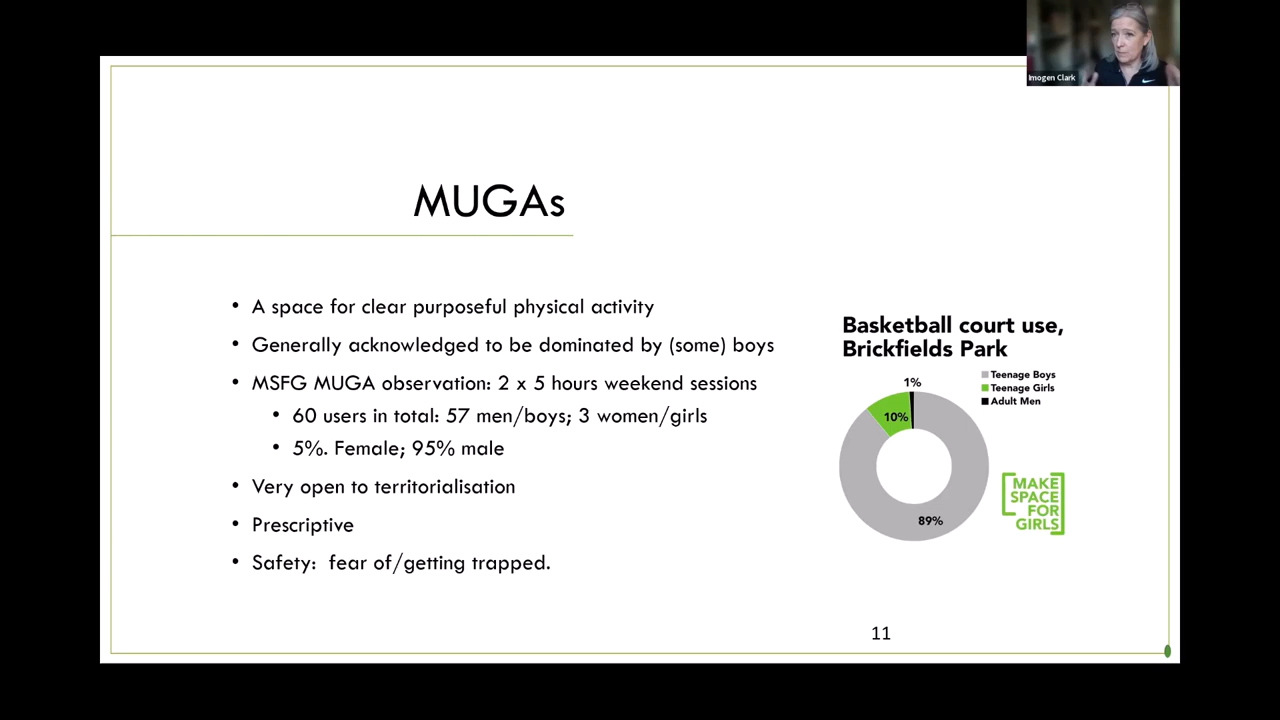 Imogen Clark
MUGAs
• A space for clear purposeful physical activity
• Generally acknowledged to be dominated by (some) boys
• MSFG MUGA observation: 2 x 5 hours weekend sessions
• 60 users in total: 57 men/boys; 3 women/girls
• 5%. Female; 95% male
• Very open to territorialisation
• Prescriptive
• Safety: fear of/getting trapped.
Basketball court use,
Brickfields Park
Teenage Boys
Teenage Girls
Adult Men
1%
10%
89%
MAKE
SPACE
FOR
GIRLS
11